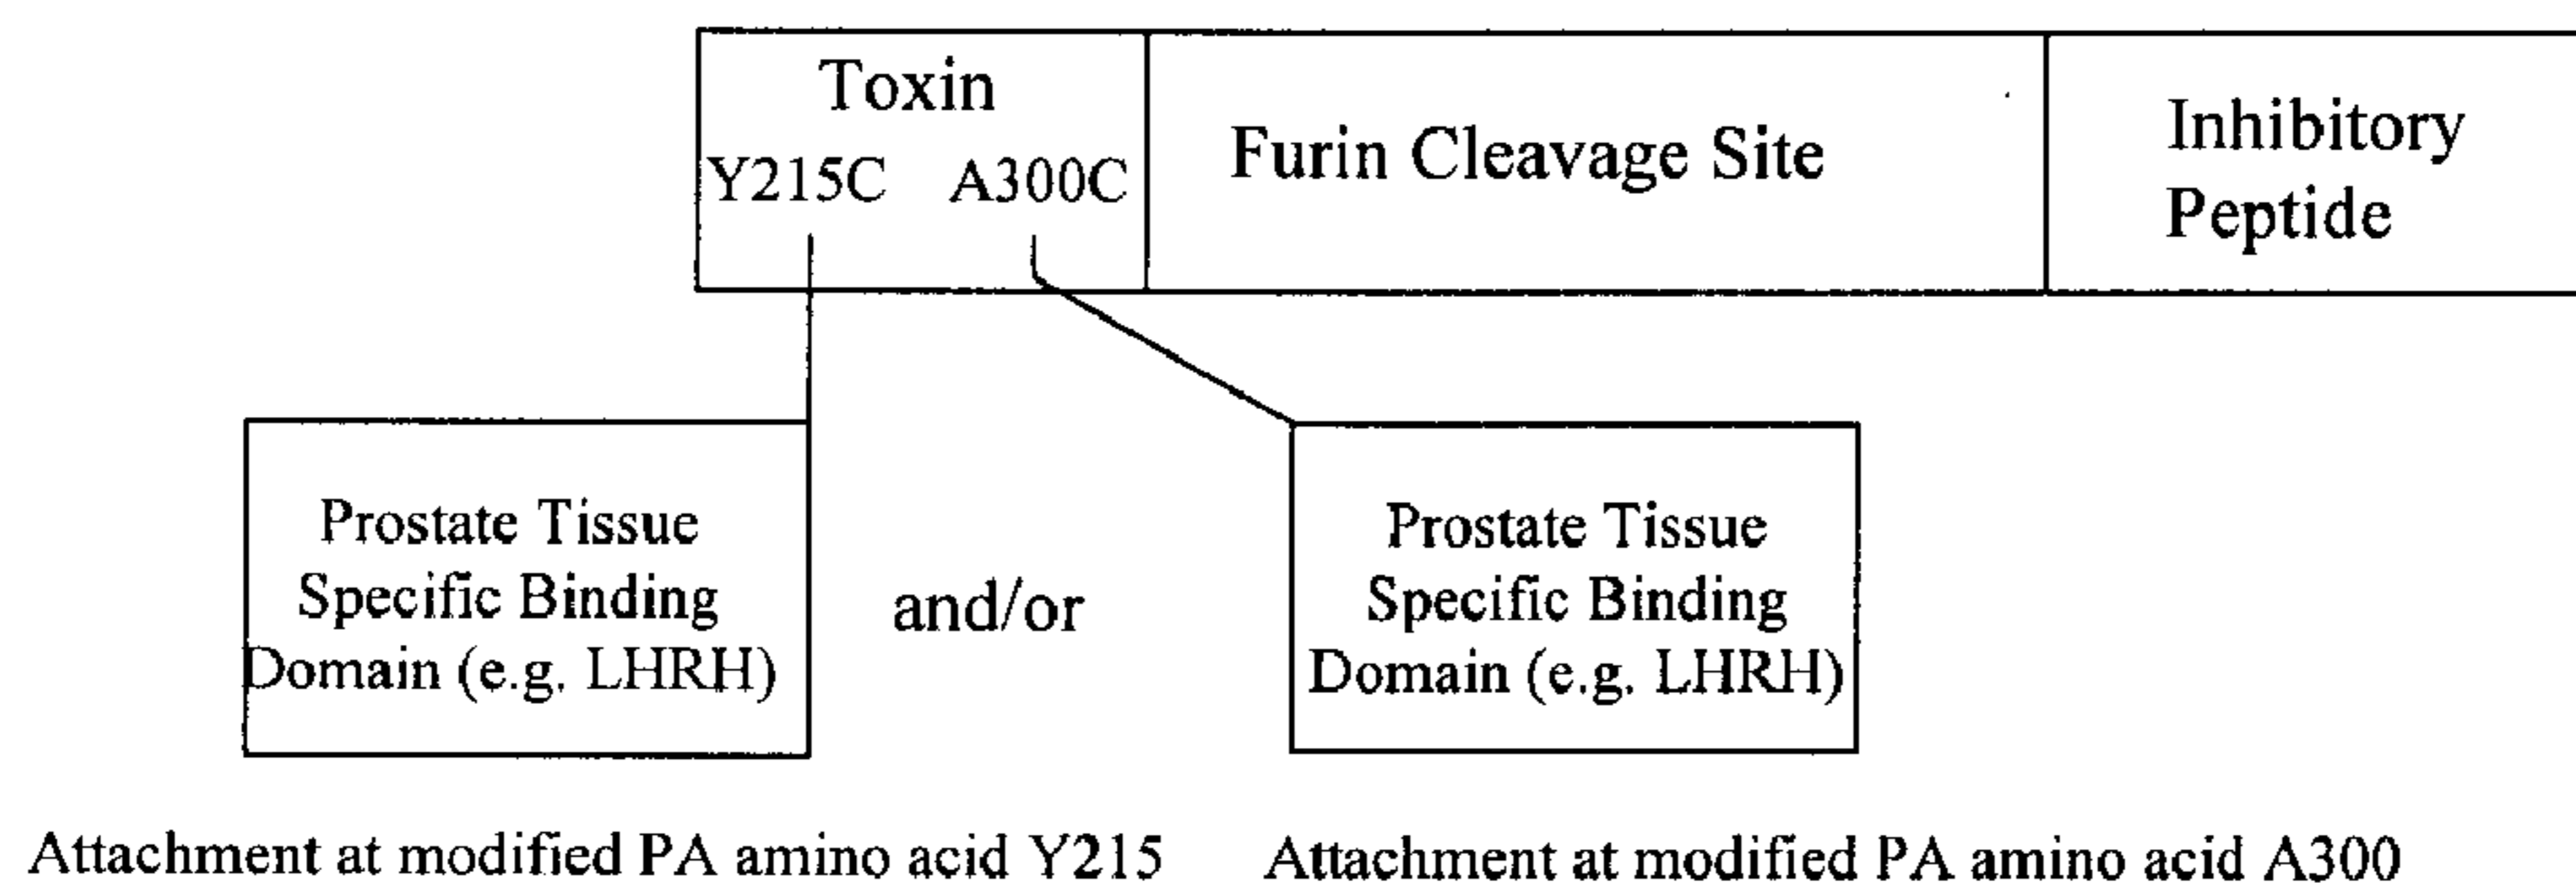 Toxin
Y215C A300C
Furin Cleavage Site
Inhibitory
Peptide
Prostate Tissue
Specific Binding
Domain (e.g. LHRH)
and/or
Prostate Tissue
Specific Binding
Domain (e.g. LHRH)
Attachment at modified PA amino acid Y215
Attachment at modified PA amino acid A300